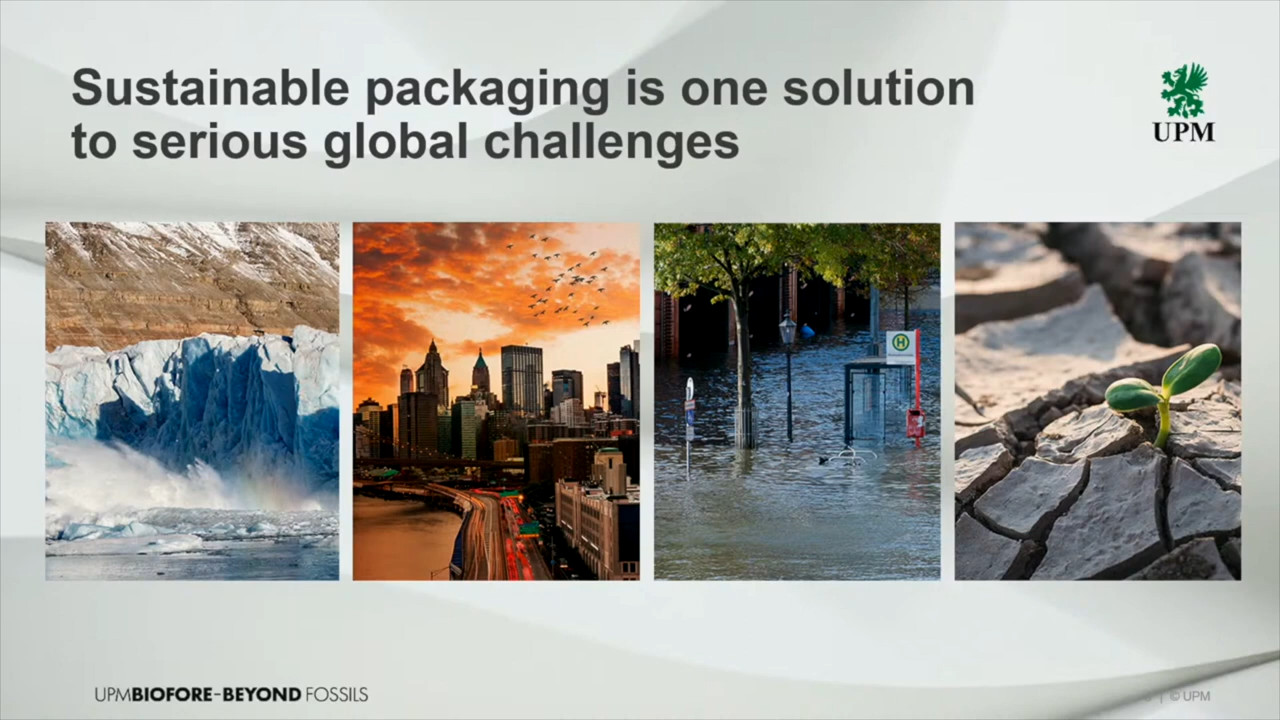 Sustainable packaging is one solution
to serious global challenges
UPM
H
UPMBIOFORE–BEYOND FOSSILS
| © UPM